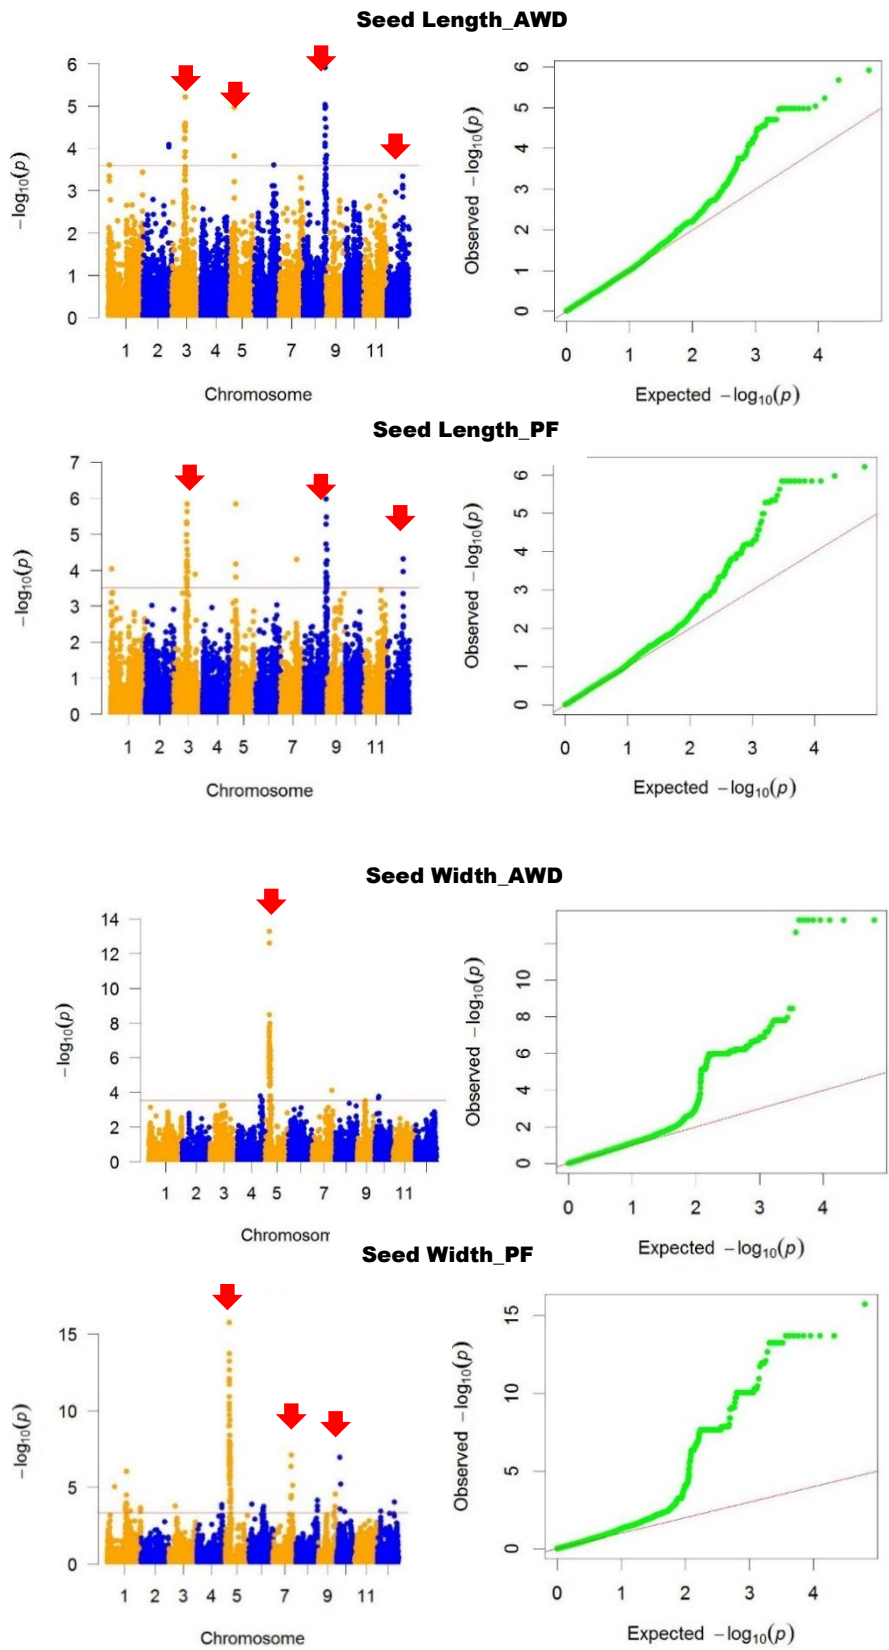 Seed Length_AWD
−log10(p)
6
5
4
3
2
1
0
1 2 3 4 5 7 9 11
Chromosome
Observed −log10(p)
6
5
4
3
2
1
0
0 1 2 3 4
Expected −log10(p)
Seed Length_PF
−log10(p)
7
6
5
4
3
2
1
0
1 2 3 4 5 7 9 11
Chromosome
Observed −log10(p)
6
5
4
3
2
1
0
0 1 2 3 4
Expected −log10(p)
Seed Width_AWD
−log10(p)
14
12
10
8
6
4
2
0
1 2 3 4 5 7 9 11
Chromosom
Observed −log10(p)
10
8
6
4
2
0
0 1 2 3 4
Expected −log10(p)
Seed Width_PF
−log10(p)
15
10
5
0
1 2 3 4 5 7 9 11
Chromosome
Observed −log10(p)
15
10
5
0
0 1 2 3 4
Expected −log10(p)